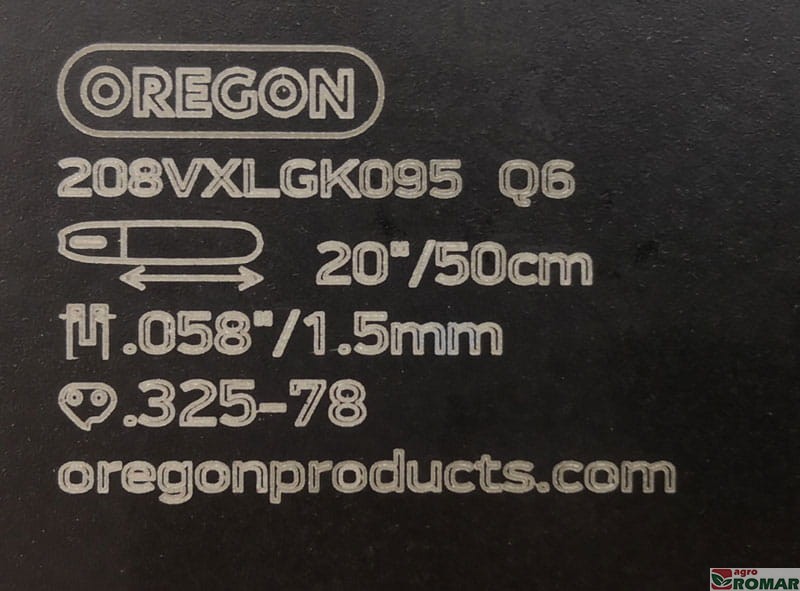 OREGON
208VXLGK095 Q6
20"/50cm
.058"/1.5mm
.325-78
oregonproducts.com
agro
ROMAR